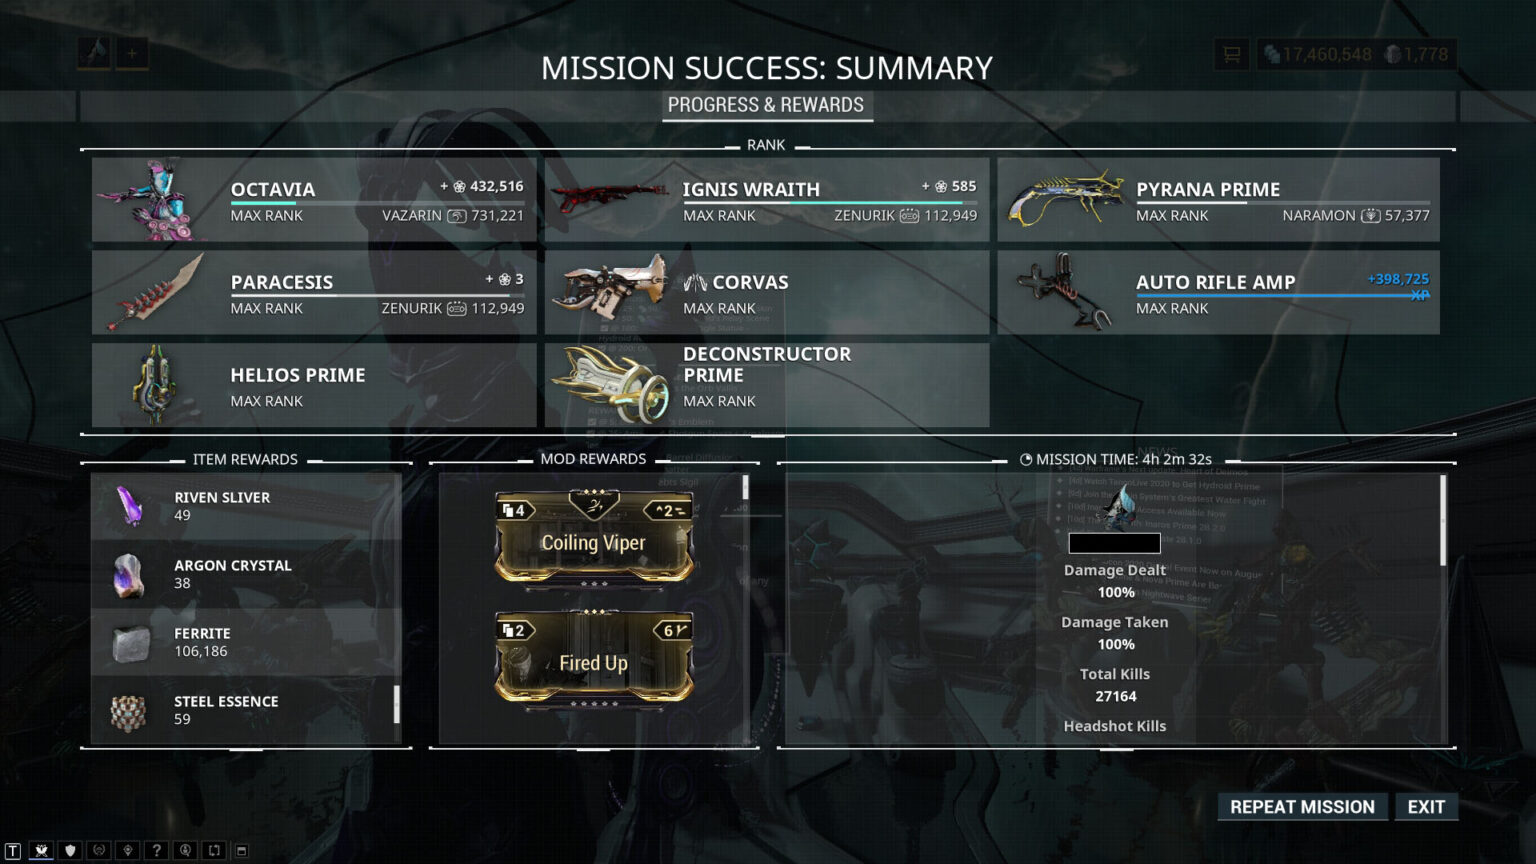 17,460,548 1,778
MISSION SUCCESS: SUMMARY
PROGRESS & REWARDS
RANK
OCTAVIA + 432,516
MAX RANK VAZARIN 731,221
IGNIS WRAITH + 585
MAX RANK ZENURIK 112,949
PYRANA PRIME
MAX RANK NARAMON 57,377
PARACESIS + 3
MAX RANK ZENURIK 112,949
CORVAS
MAX RANK
AUTO RIFLE AMP +398,725
XP
MAX RANK
HELIOS PRIME
MAX RANK
DECONSTRUCTOR
PRIME
MAX RANK
ITEM REWARDS
RIVEN SLIVER
49
ARGON CRYSTAL
38
FERRITE
106,186
STEEL ESSENCE
59
MOD REWARDS
4 2
Coiling Viper
2 6
Fired Up
MISSION TIME: 4h 2m 32s
Damage Dealt
100%
Damage Taken
100%
Total Kills
27164
Headshot Kills
REPEAT MISSION EXIT
T